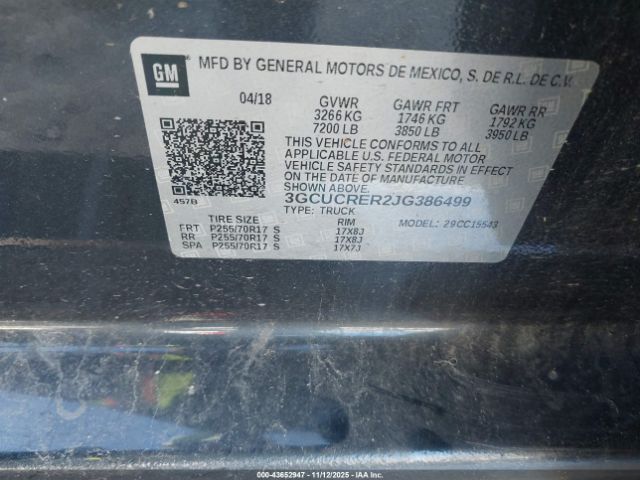 GM
MFD BY GENERAL MOTORS DE MEXICO, S. DE R.L. DE C.V.
04/18 GVWR GAWR FRT GAWR RR
3266 KG 1746 KG 1792 KG
7200 LB 3850 LB 3950 LB
THIS VEHICLE CONFORMS TO ALL
APPLICABLE U.S. FEDERAL MOTOR
VEHICLE SAFETY STANDARDS IN EFFECT
ON THE DATE OF MANUFACTURE
SHOWN ABOVE.
457B 3GCUCRER2JG386499
TYPE: TRUCK MODEL: 29CC15543
TIRE SIZE RIM
FRT P255/70R17 S 17X8J
RR P255/70R17 S 17X8J
SPA P255/70R17 S 17X7J
000-43652947 - 11/12/2025 - IAAI Inc.